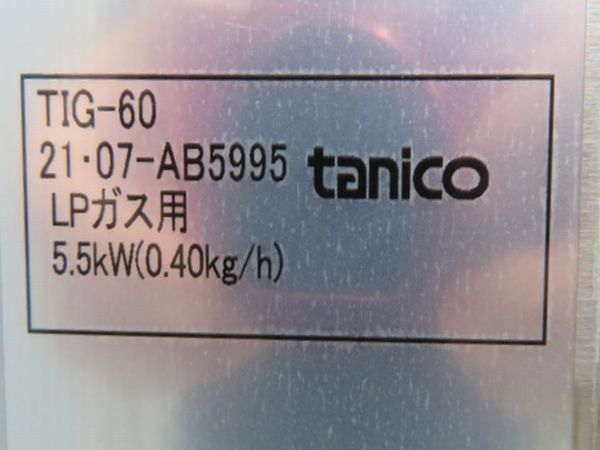 TIG-60
21・07-AB5995
tanico
LPガス用
5.5kW(0.40kg/h)